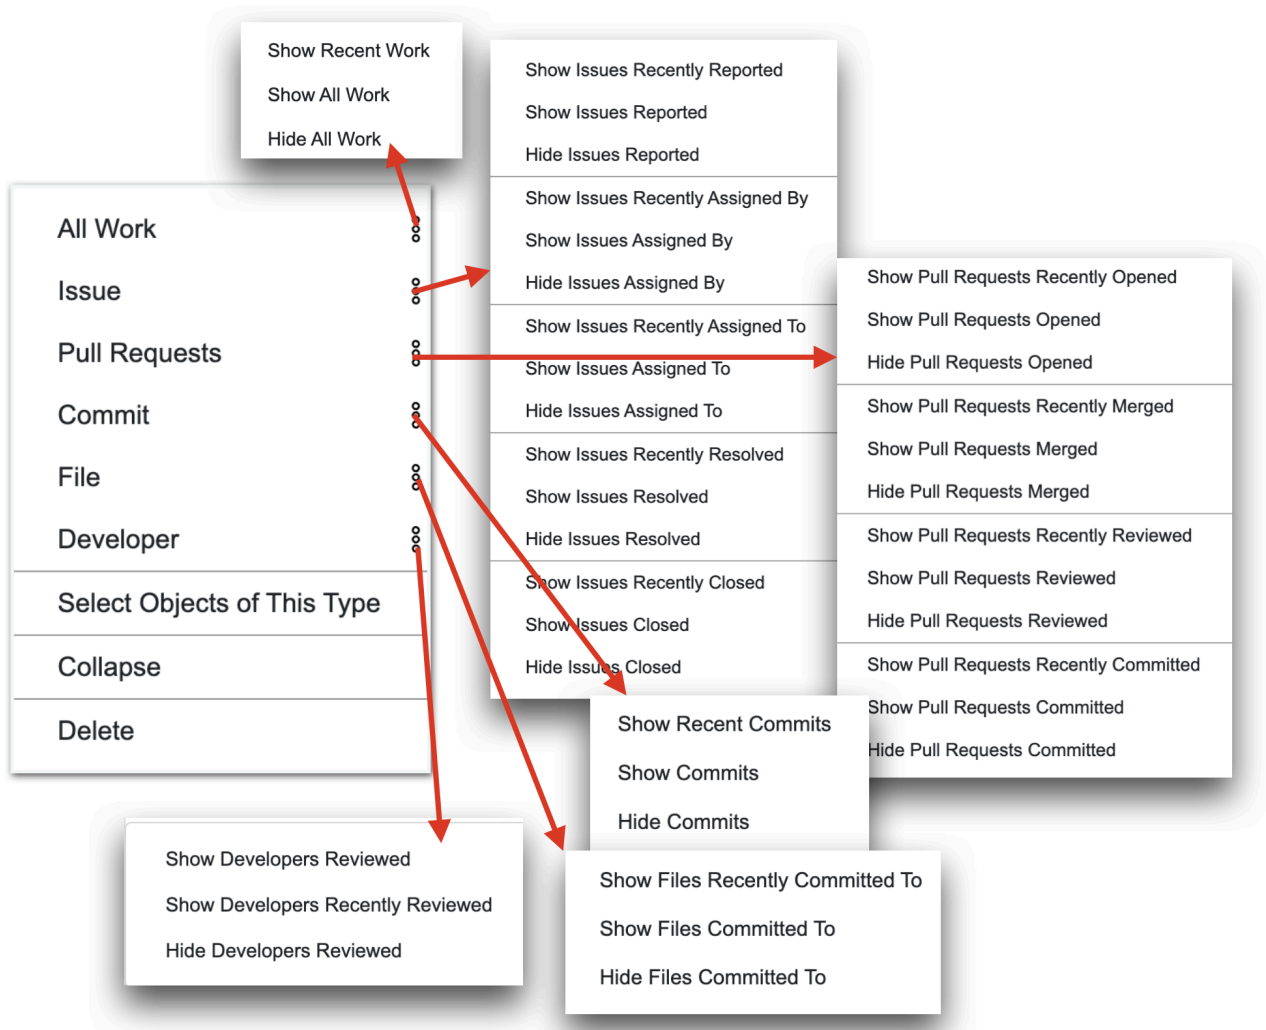 Show Recent Work
Show All Work
Hide All Work
Show Issues Recently Reported
Show Issues Reported
Hide Issues Reported
Show Issues Recently Assigned By
Show Issues Assigned By
Hide Issues Assigned By
Show Issues Recently Assigned To
Show Issues Assigned To
Hide Issues Assigned To
Show Issues Recently Resolved
Show Issues Resolved
Hide Issues Resolved
Show Issues Recently Closed
Show Issues Closed
Hide Issues Closed
All Work
Issue
Pull Requests
Commit
File
Developer
Select Objects of This Type
Collapse
Delete
Show Pull Requests Recently Opened
Show Pull Requests Opened
Hide Pull Requests Opened
Show Pull Requests Recently Merged
Show Pull Requests Merged
Hide Pull Requests Merged
Show Pull Requests Recently Reviewed
Show Pull Requests Reviewed
Hide Pull Requests Reviewed
Show Pull Requests Recently Committed
Show Pull Requests Committed
Hide Pull Requests Committed
Show Recent Commits
Show Commits
Hide Commits
Show Developers Reviewed
Show Developers Recently Reviewed
Hide Developers Reviewed
Show Files Recently Committed To
Show Files Committed To
Hide Files Committed To